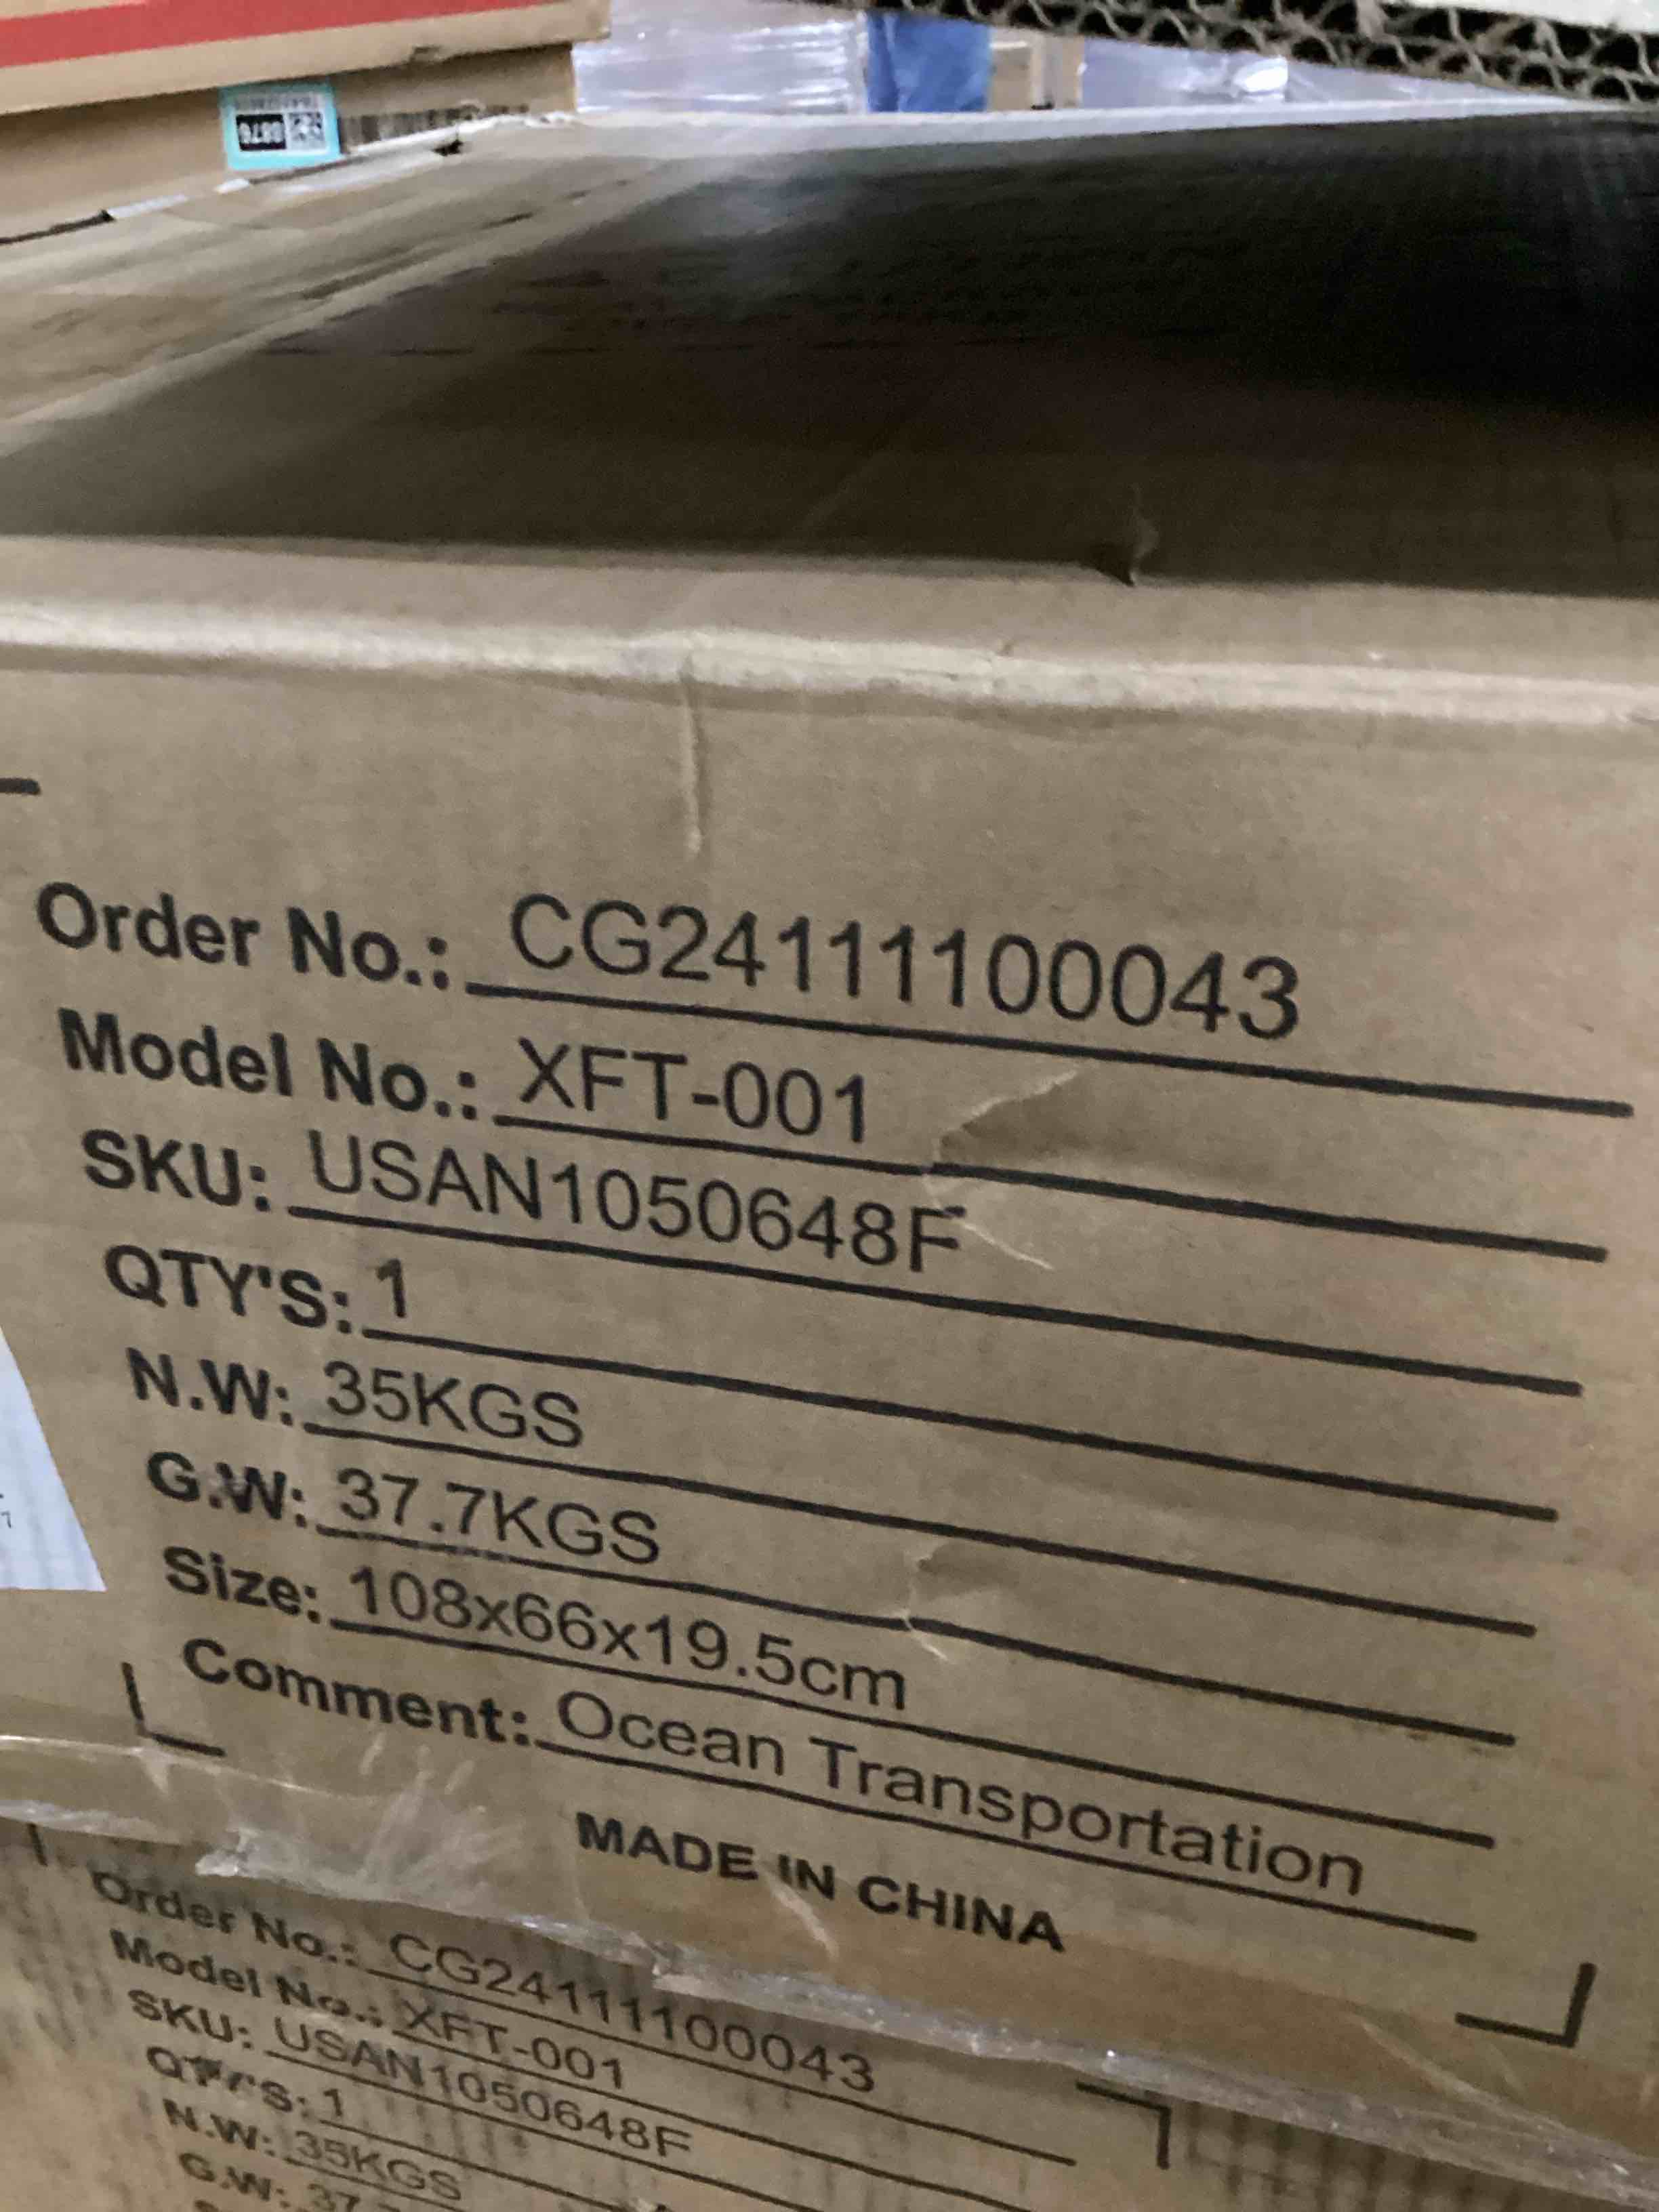 Order No.: CG24111100043
Model No.: XFT-001
SKU: USAN1050648F
QTY'S: 1
N.W: 35KGS
G.W: 37.7KGS
Size: 108x66x19.5cm
Comment: Ocean Transportation
MADE IN CHINA
Order No.: CG24111100043
Model No.: XFT-001
SKU: USAN1050648F
QTY'S: 1
N.W: 35KGS
G.W: 37